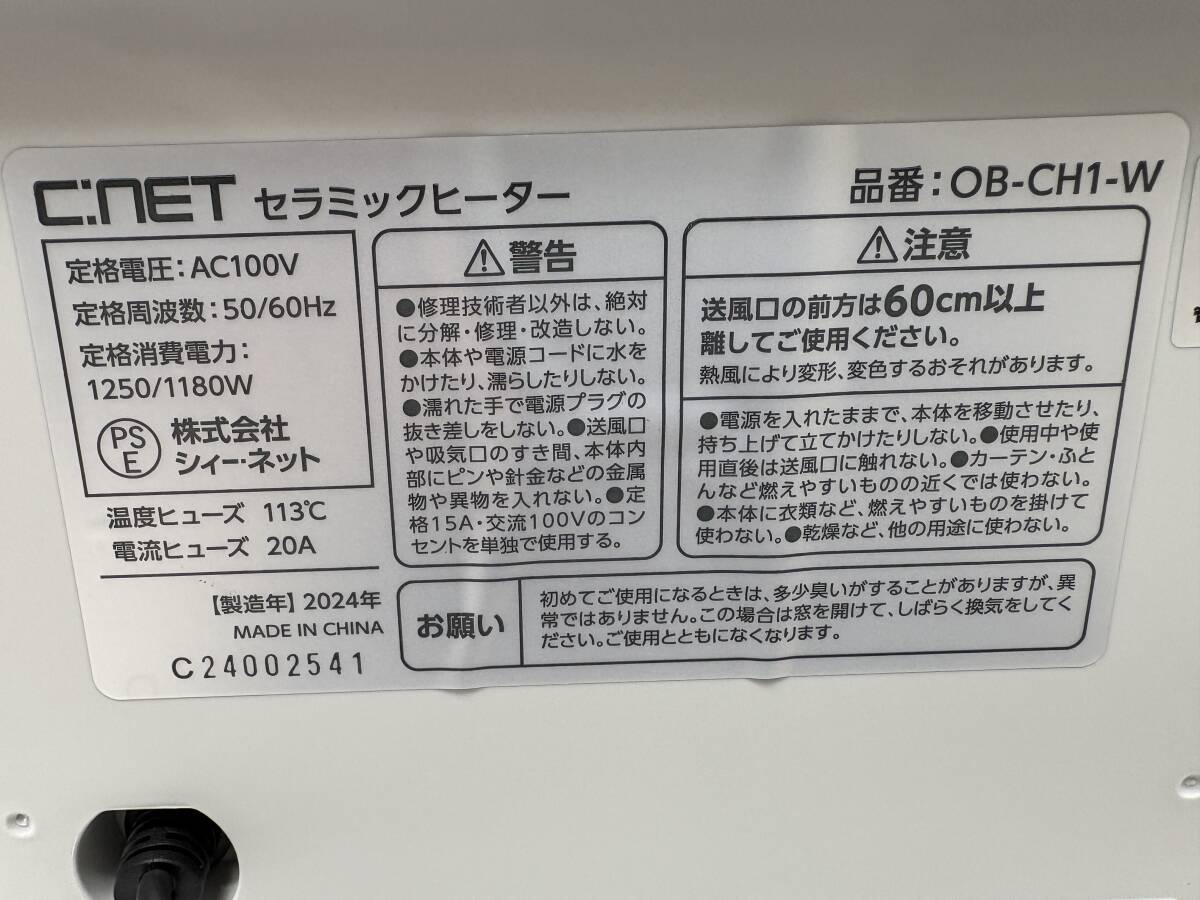 C:NET セラミックヒーター
品番：OB-CH1-W
定格電圧：AC100V
定格周波数：50/60Hz
定格消費電力：
1250/1180W
PS
E
株式会社
シィー・ネット
温度ヒューズ 113℃
電流ヒューズ 20A
【製造年】2024年
MADE IN CHINA
C24002541
警告
●修理技術者以外は、絶対
に分解・修理・改造しない。
●本体や電源コードに水を
かけたり、濡らしたりしない。
●濡れた手で電源プラグの
抜き差しをしない。●送風口
や吸気口のすき間、本体内
部にピンや針金などの金属
物や異物を入れない。●定
格15A・交流100Vのコン
セントを単独で使用する。
注意
送風口の前方は60cm以上
離してご使用ください。
熱風により変形、変色するおそれがあります。
●電源を入れたままで、本体を移動させたり、
持ち上げて立てかけたりしない。●使用中や使
用直後は送風口に触れない。●カーテン・ふと
んなど燃えやすいものの近くでは使わない。
●本体に衣類など、燃えやすいものを掛けて
使わない。●乾燥など、他の用途に使わない。
お願い
初めてご使用になるときは、多少臭いがすることがありますが、異
常ではありません。この場合は窓を開けて、しばらく換気をしてく
ださい。ご使用とともになくなります。